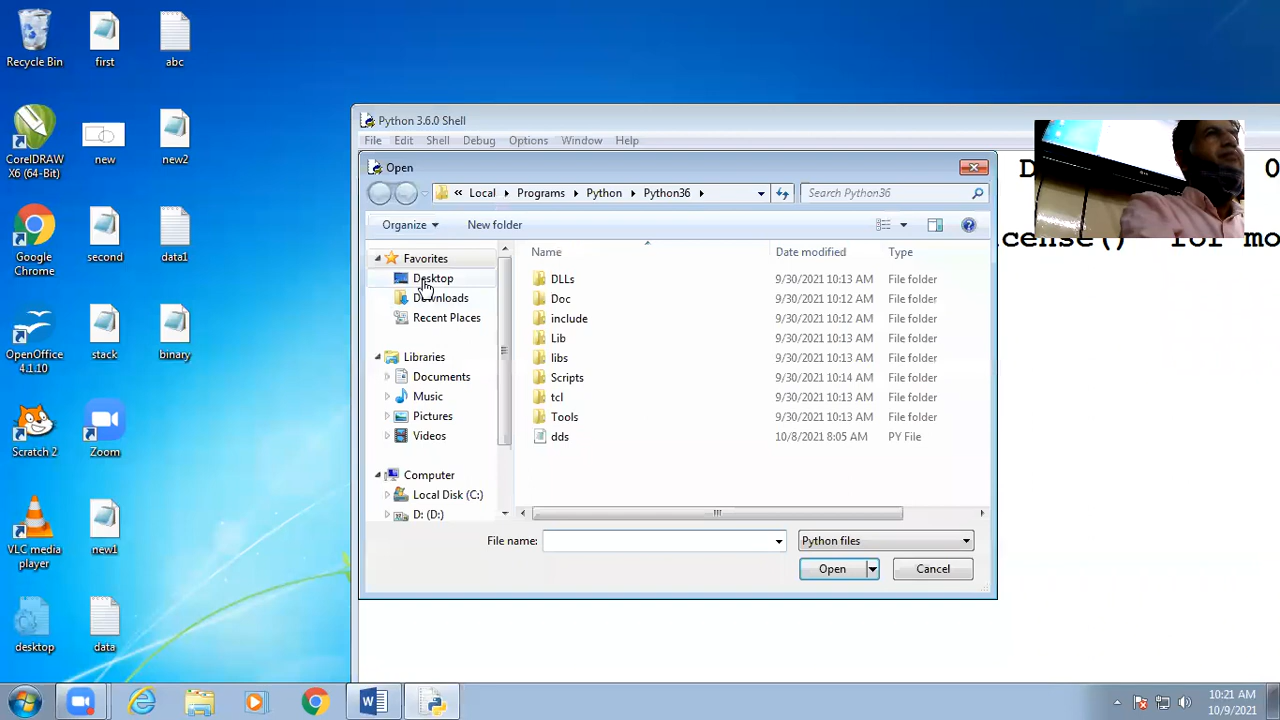 Recycle Bin
first
abc
CorelDRAW
X6 (64-Bit)
new
new2
Google
Chrome
second
data1
OpenOffice
4.1.10
stack
binary
Scratch 2
Zoom
VLC media
player
new1
desktop
data
Python 3.6.0 Shell
File Edit Shell Debug Options Window Help
Open
« Local Programs Python Python36
Search Python36
Organize New folder
Favorites
Desktop
Downloads
Recent Places
Libraries
Documents
Music
Pictures
Videos
Computer
Local Disk (C:)
D: (D:)
Name Date modified Type
DLLs 9/30/2021 10:13 AM File folder
Doc 9/30/2021 10:12 AM File folder
include 9/30/2021 10:12 AM File folder
Lib 9/30/2021 10:13 AM File folder
libs 9/30/2021 10:13 AM File folder
Scripts 9/30/2021 10:14 AM File folder
tcl 9/30/2021 10:13 AM File folder
Tools 9/30/2021 10:13 AM File folder
dds 10/8/2021 8:05 AM PY File
File name: Python files
Open Cancel
0
cense()" for mo
10:21 AM
10/9/2021